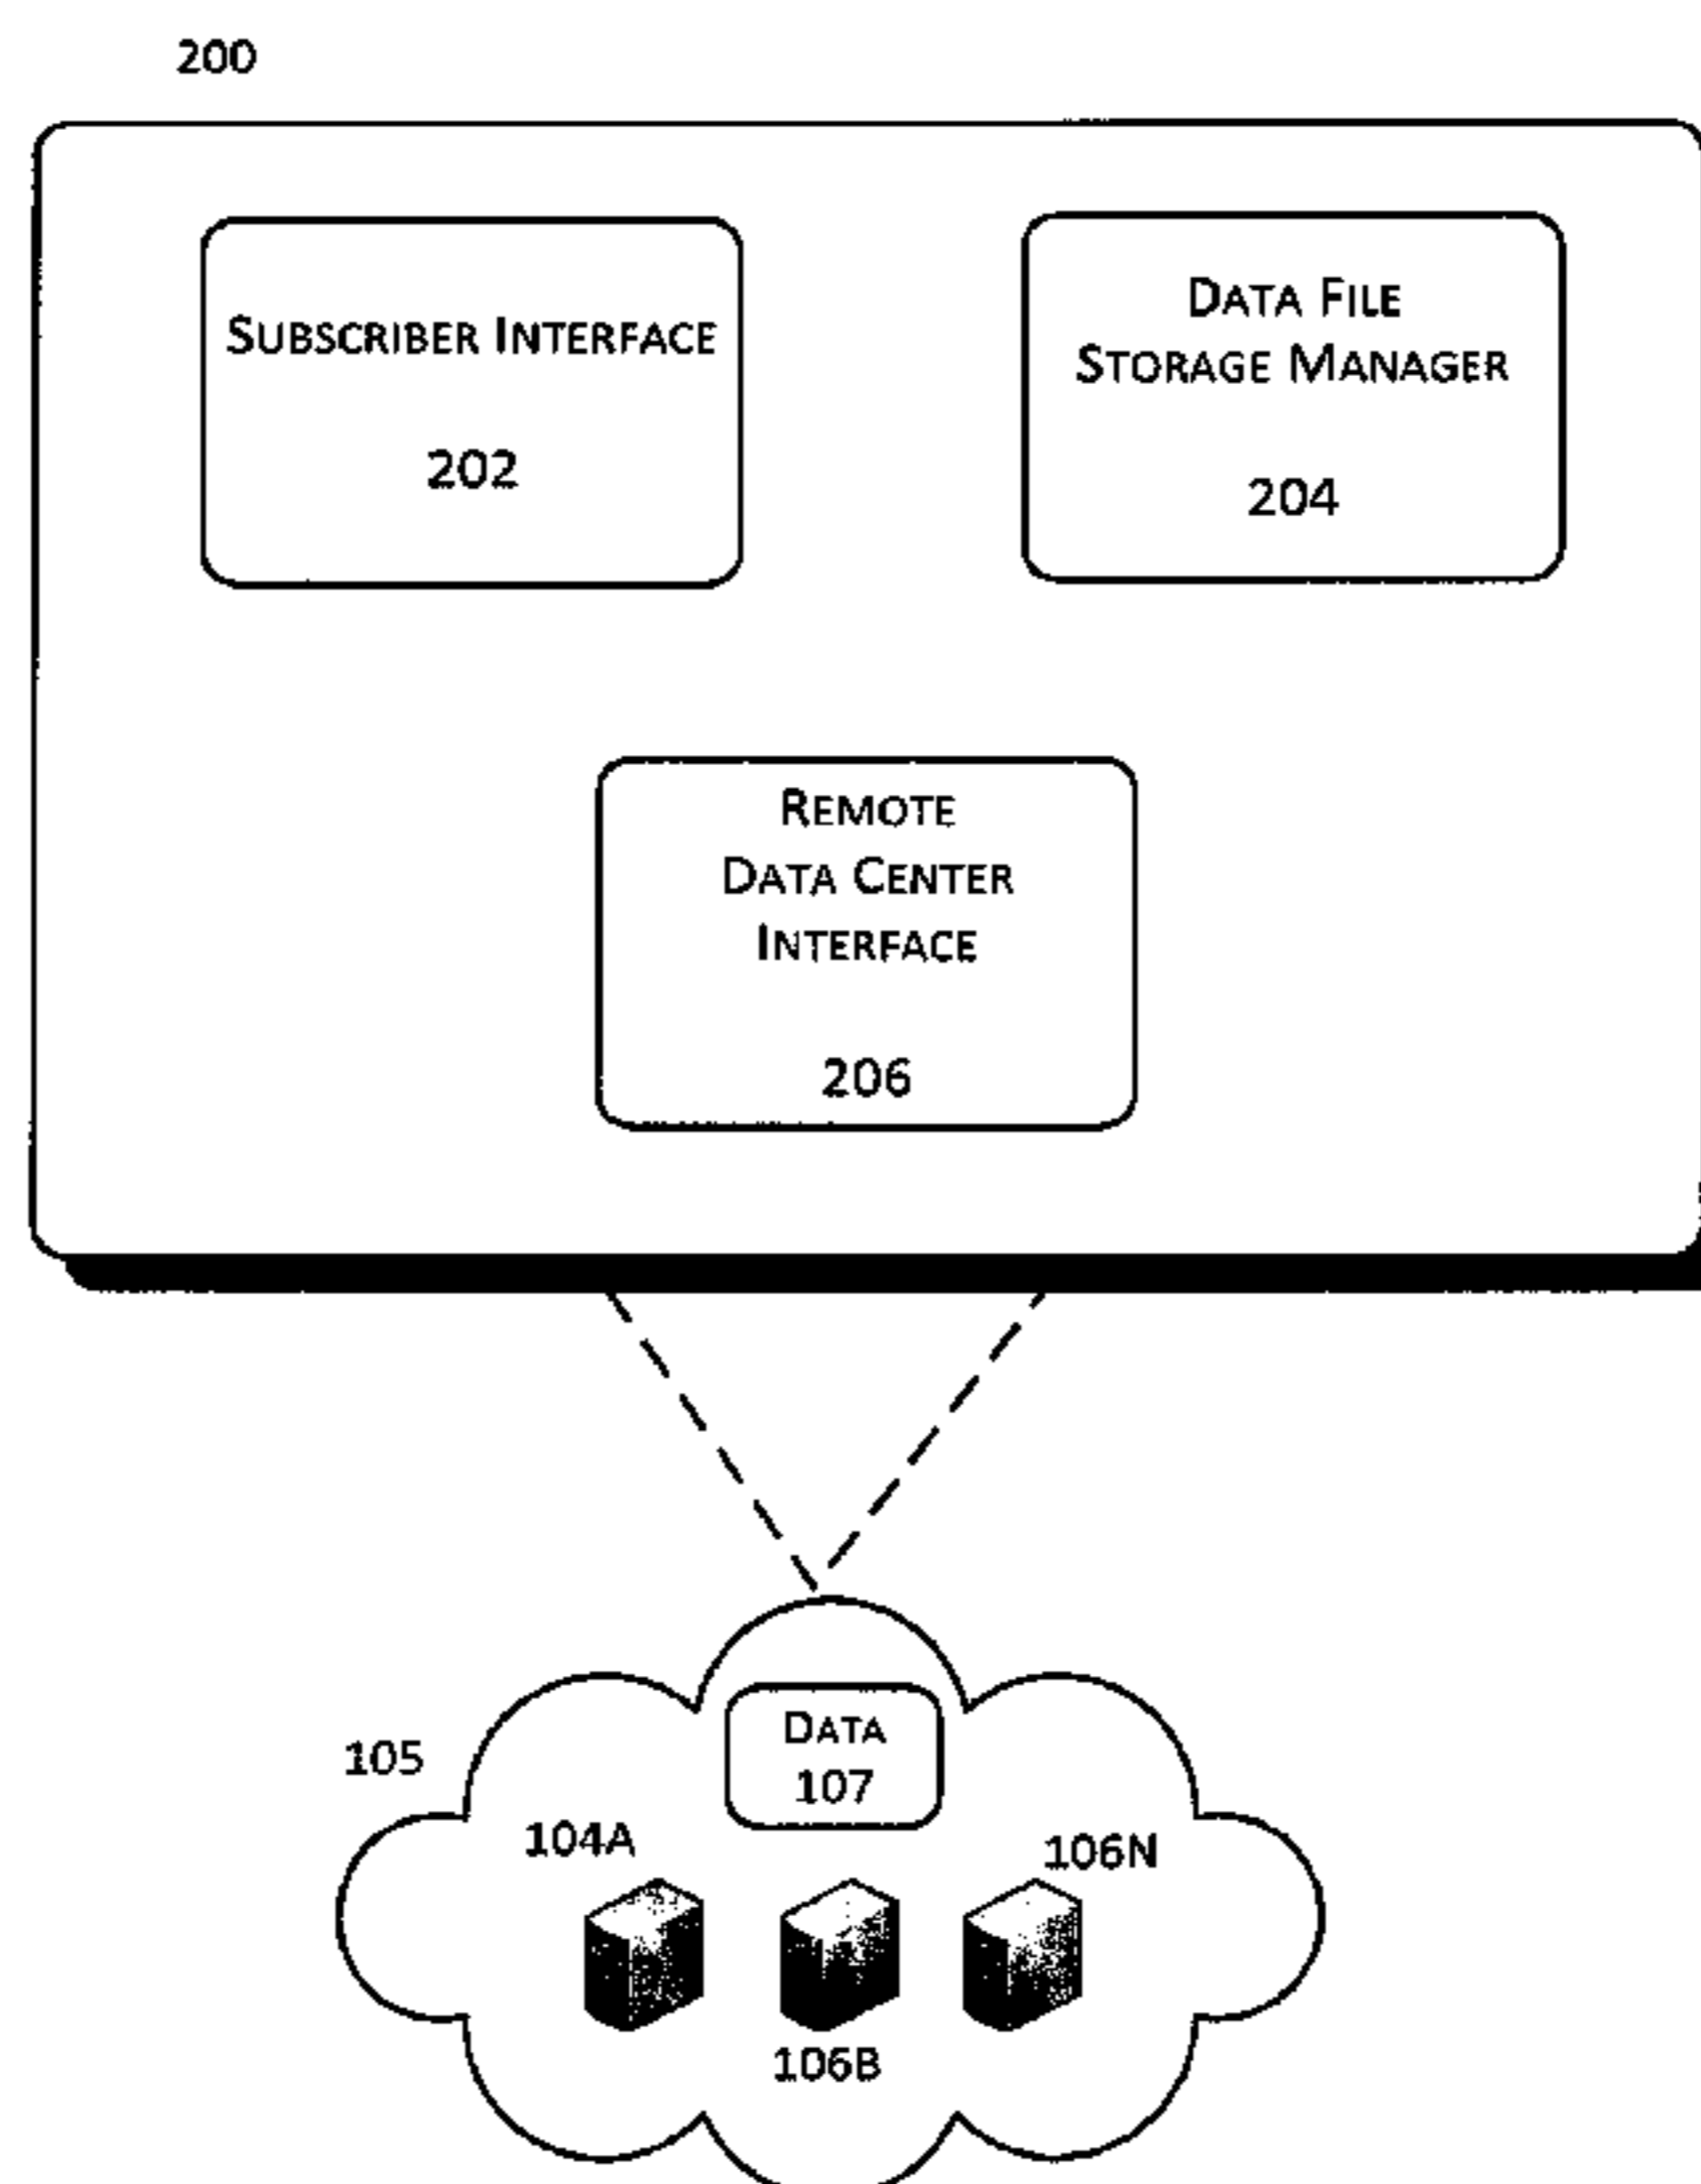 200
SUBSCRIBER INTERFACE
202
DATA FILE
STORAGE MANAGER
204
REMOTE
DATA CENTER
INTERFACE
206
105
DATA
107
104A
106N
106B